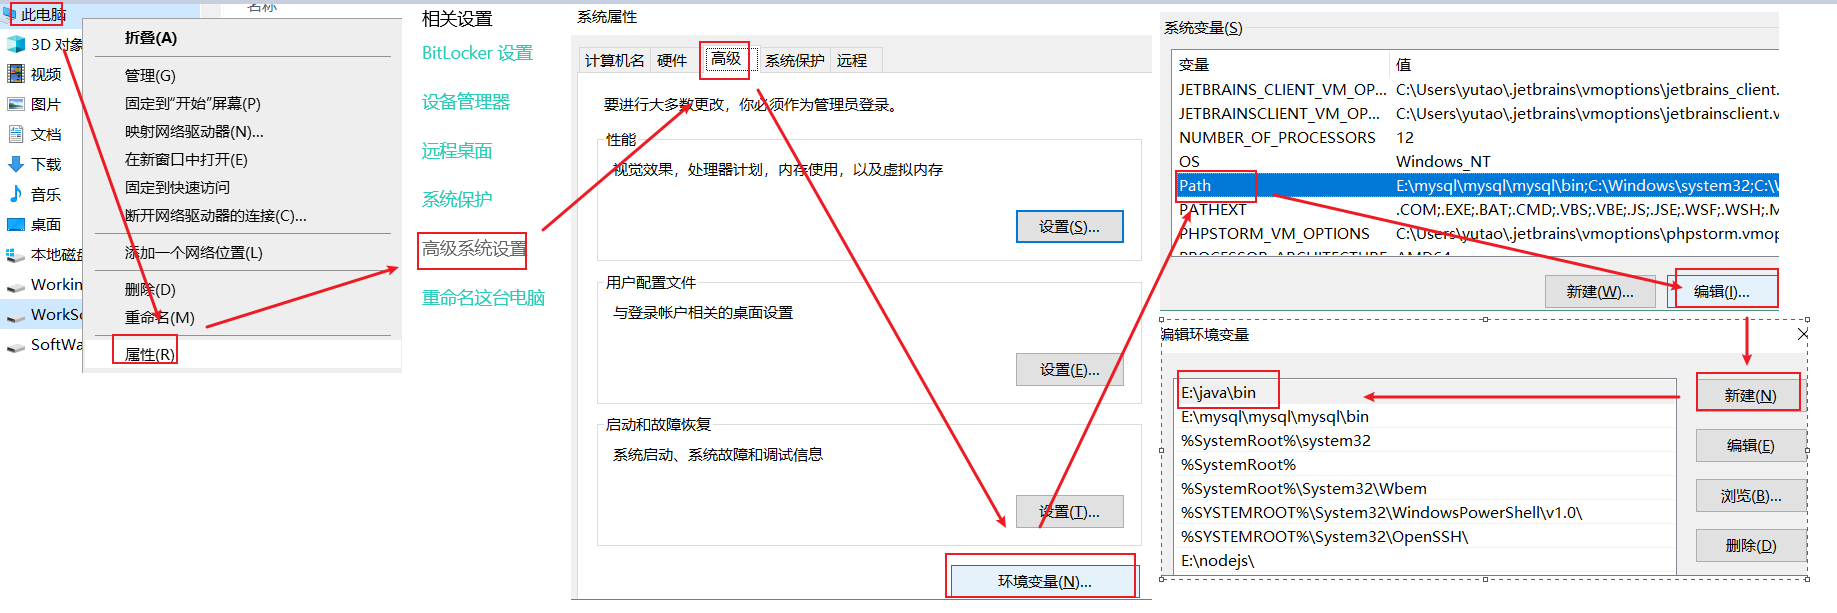 名称
此电脑
3D 对象
视频
图片
文档
下载
音乐
桌面
本地磁盘
Workin
WorkSo
SoftWa
折叠(A)
管理(G)
固定到“开始”屏幕(P)
映射网络驱动器(N)...
在新窗口中打开(E)
固定到快速访问
断开网络驱动器的连接(C)...
添加一个网络位置(L)
删除(D)
重命名(M)
属性(R)
相关设置
BitLocker 设置
设备管理器
远程桌面
系统保护
高级系统设置
重命名这台电脑
系统属性
计算机名 硬件 高级 系统保护 远程
要进行大多数更改，你必须作为管理员登录。
性能
视觉效果，处理器计划，内存使用，以及虚拟内存
设置(S)...
用户配置文件
与登录帐户相关的桌面设置
设置(E)...
启动和故障恢复
系统启动、系统故障和调试信息
设置(T)...
环境变量(N)...
系统变量(S)
变量 值
JETBRAINS_CLIENT_VM_OP... C:\Users\yutao\.jetbrains\vmoptions\jetbrains_client.
JETBRAINSCLIENT_VM_OP... C:\Users\yutao\.jetbrains\vmoptions\jetbrainsclient.v
NUMBER_OF_PROCESSORS 12
OS Windows_NT
Path E:\mysql\mysql\mysql\bin;C:\Windows\system32;C:\W
PATHEXT .COM;.EXE;.BAT;.CMD;.VBS;.VBE;.JS;.JSE;.WSF;.WSH;.M
PHPSTORM_VM_OPTIONS C:\Users\yutao\.jetbrains\vmoptions\phpstorm.vmop
PROCESSOR_ARCHITECTURE AMD64
新建(W)... 编辑(I)...
编辑环境变量
E:\java\bin
E:\mysql\mysql\mysql\bin
%SystemRoot%\system32
%SystemRoot%
%SystemRoot%\System32\Wbem
%SYSTEMROOT%\System32\WindowsPowerShell\v1.0\
%SYSTEMROOT%\System32\OpenSSH\
E:\nodejs\
新建(N)
编辑(E)
浏览(B)...
删除(D)